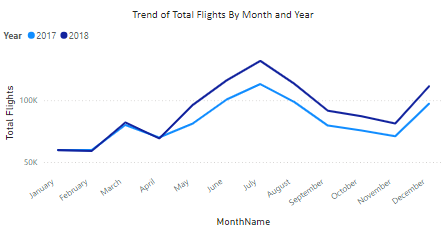 Trend of Total Flights By Month and Year
Year 2017 2018
Total Flights
100K
50K
January February March April May June July August September October November December
MonthName